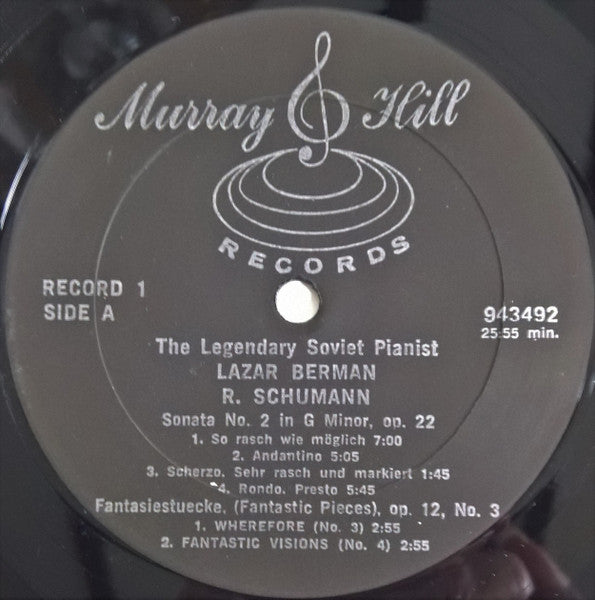 Murray Hill
RECORDS
RECORD 1
SIDE A
943492
25:55 min.
The Legendary Soviet Pianist
LAZAR BERMAN
R. SCHUMANN
Sonata No. 2 in G Minor, op. 22
1. So rasch wie möglich 7:00
2. Andantino 5:05
3. Scherzo. Sehr rasch und markiert 1:45
4. Rondo. Presto 5:45
Fantasiestuecke. (Fantastic Pieces), op. 12, No. 3
1. WHEREFORE (No. 3) 2:55
2. FANTASTIC VISIONS (No. 4) 2:55